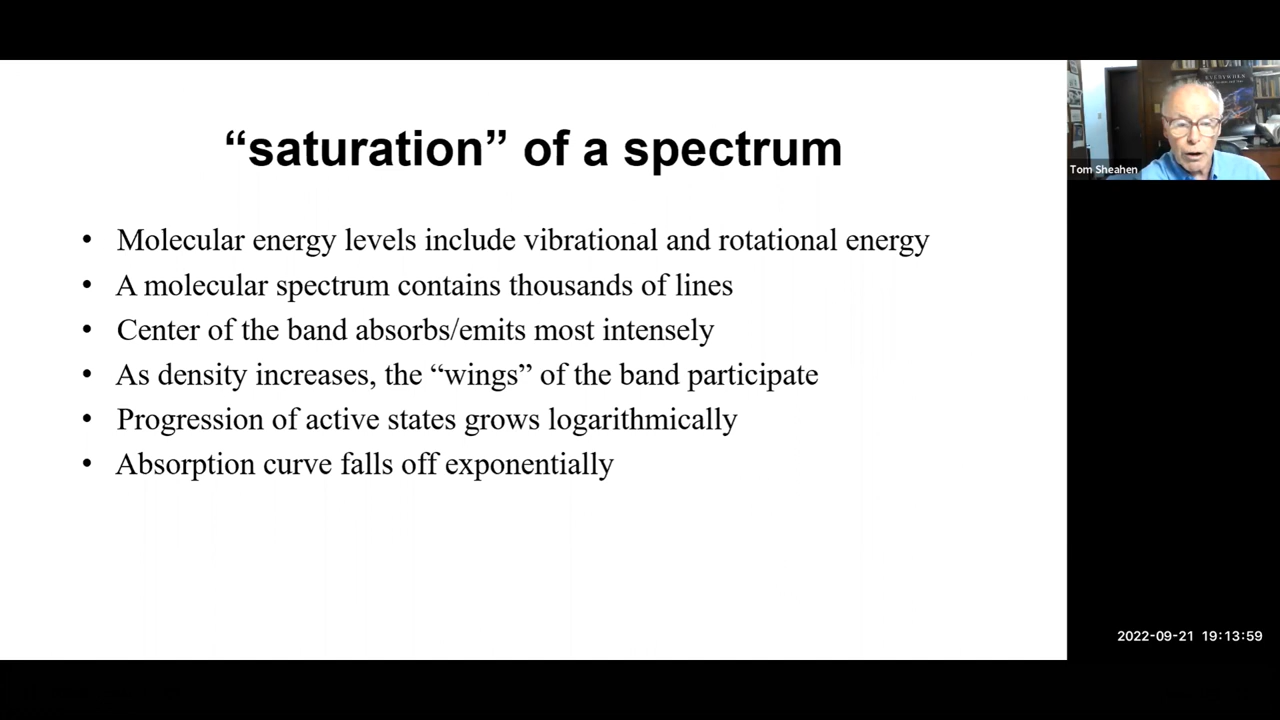 “saturation” of a spectrum
• Molecular energy levels include vibrational and rotational energy
• A molecular spectrum contains thousands of lines
• Center of the band absorbs/emits most intensely
• As density increases, the “wings” of the band participate
• Progression of active states grows logarithmically
• Absorption curve falls off exponentially
EVERYWHEN
Tom Sheahen
2022-09-21 19:13:59